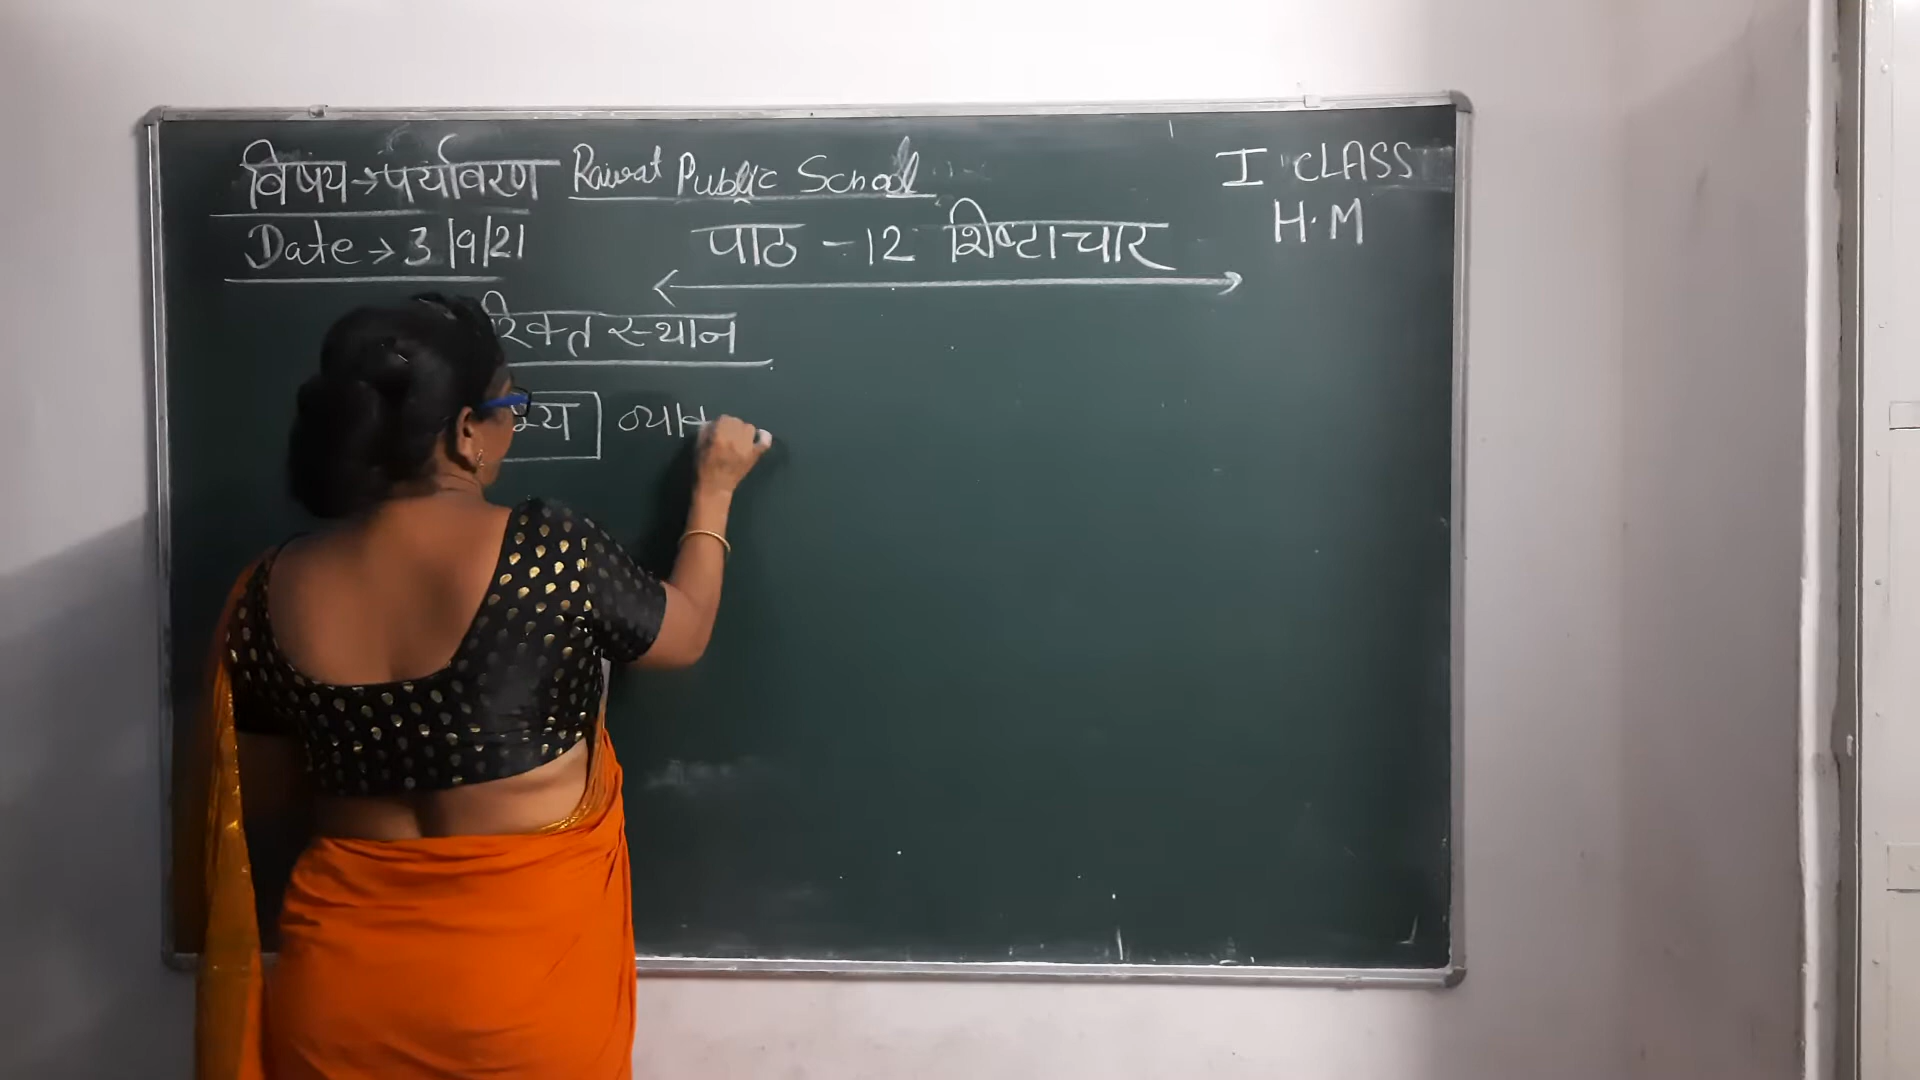 विषय → पर्यावरण Rawat Public School I CLASS
Date → 3/9/21 पाठ - 12 शिष्टाचार H.M
रिक्त स्थान